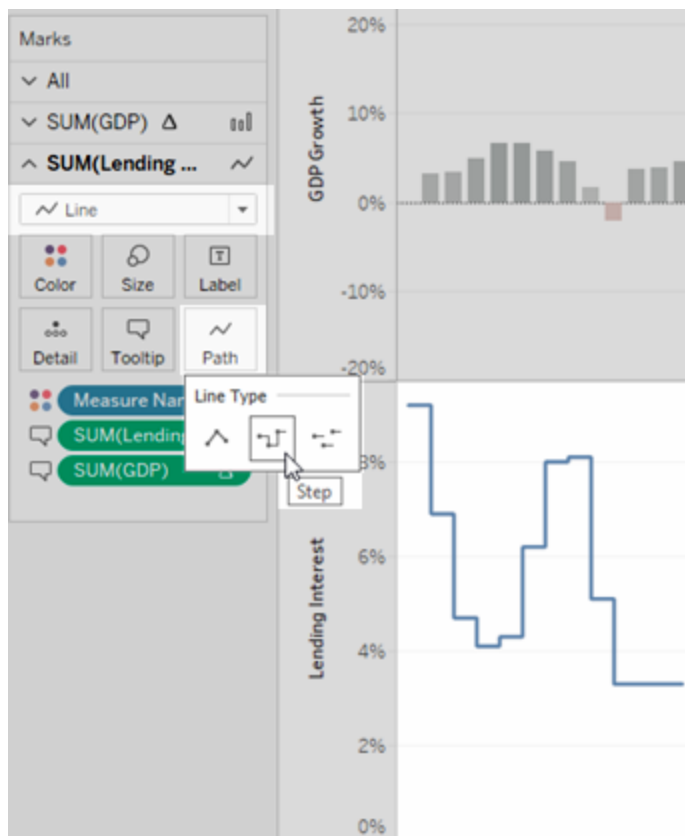 Marks
All
SUM(GDP) Δ
SUM(Lending ...
Line
Color
Size
Label
Detail
Tooltip
Path
Line Type
Step
Measure Nar
SUM(Lending
SUM(GDP) Δ
GDP Growth
20%
10%
0%
-10%
-20%
Lending Interest
8%
6%
4%
2%
0%